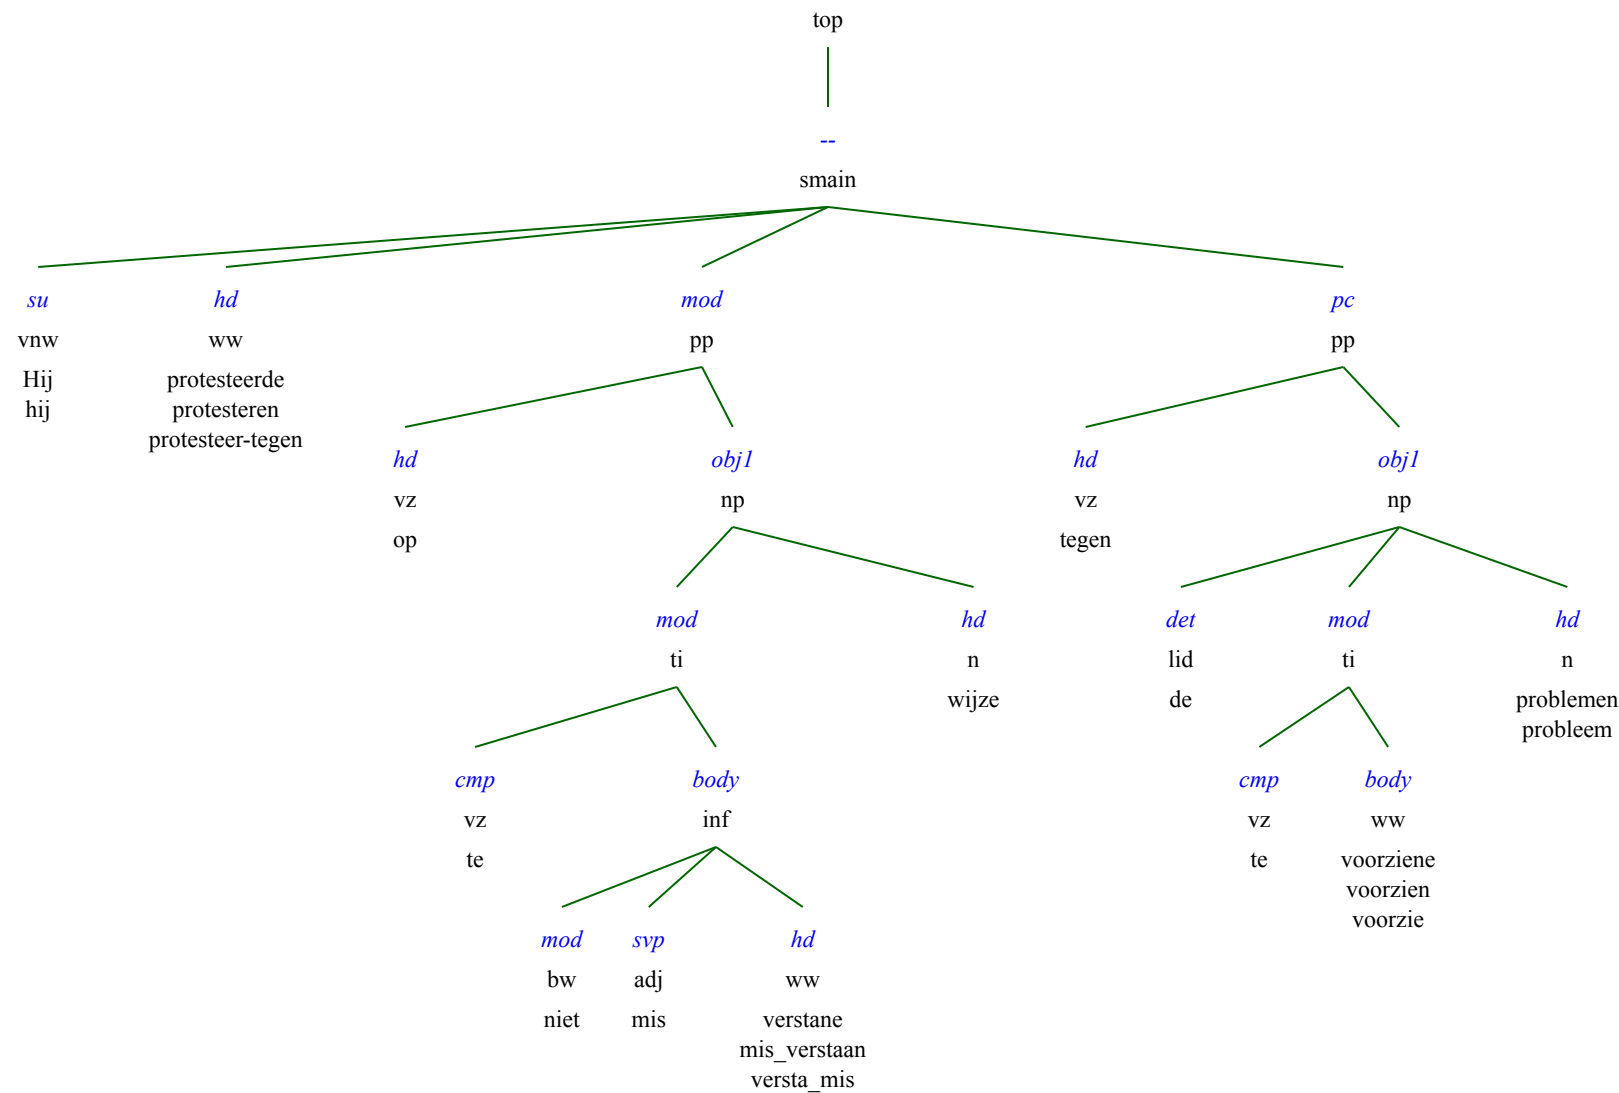 top
--
smain
su hd mod pc
vnw ww pp pp
Hij protesteerde
hij protesteren
protesteer-tegen
hd obj1 hd obj1
vz np vz np
op tegen
mod hd det mod hd
ti n lid ti n
wijze de problemen
probleem
cmp body cmp body
vz inf vz ww
te te voorziene
voorzien
voorzie
mod svp hd
bw adj ww
niet mis verstane
mis_verstaan
versta_mis